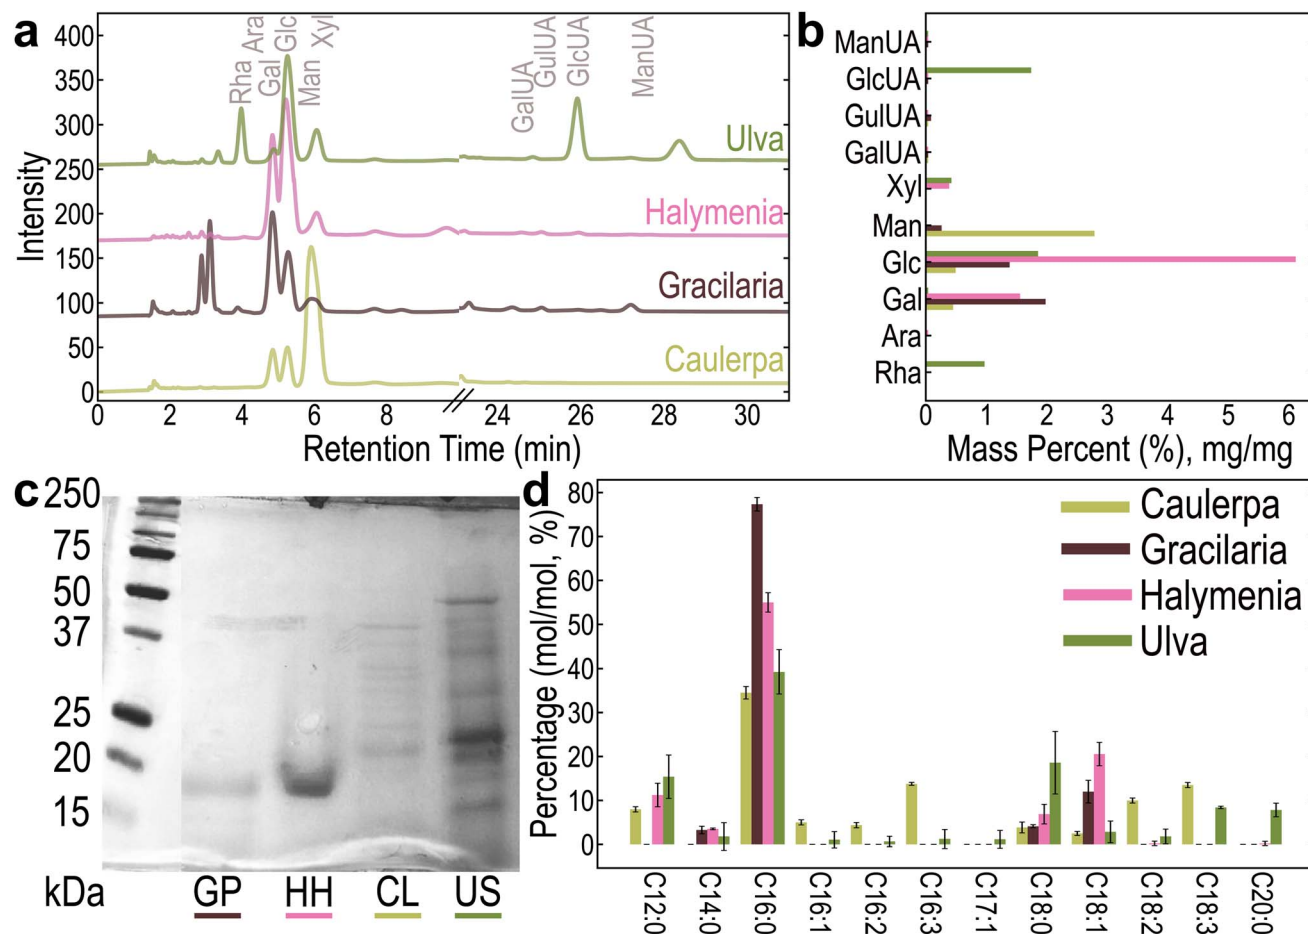 a
400
350
300
250
200
150
100
50
0
Intensity
Rha
Ara
Gal
Glc
Man
Xyl
GalUA
GulUA
GlcUA
ManUA
Ulva
Halymenia
Gracilaria
Caulerpa
0 2 4 6 8 24 26 28 30
Retention Time (min)
b
ManUA
GlcUA
GulUA
GalUA
Xyl
Man
Glc
Gal
Ara
Rha
0 1 2 3 4 5 6
Mass Percent (%), mg/mg
c
250
75
50
37
25
20
15
kDa GP HH CL US
d
80
70
60
50
40
30
20
10
0
Percentage (mol/mol, %)
Caulerpa
Gracilaria
Halymenia
Ulva
C12:0
C14:0
C16:0
C16:1
C16:2
C16:3
C17:1
C18:0
C18:1
C18:2
C18:3
C20:0